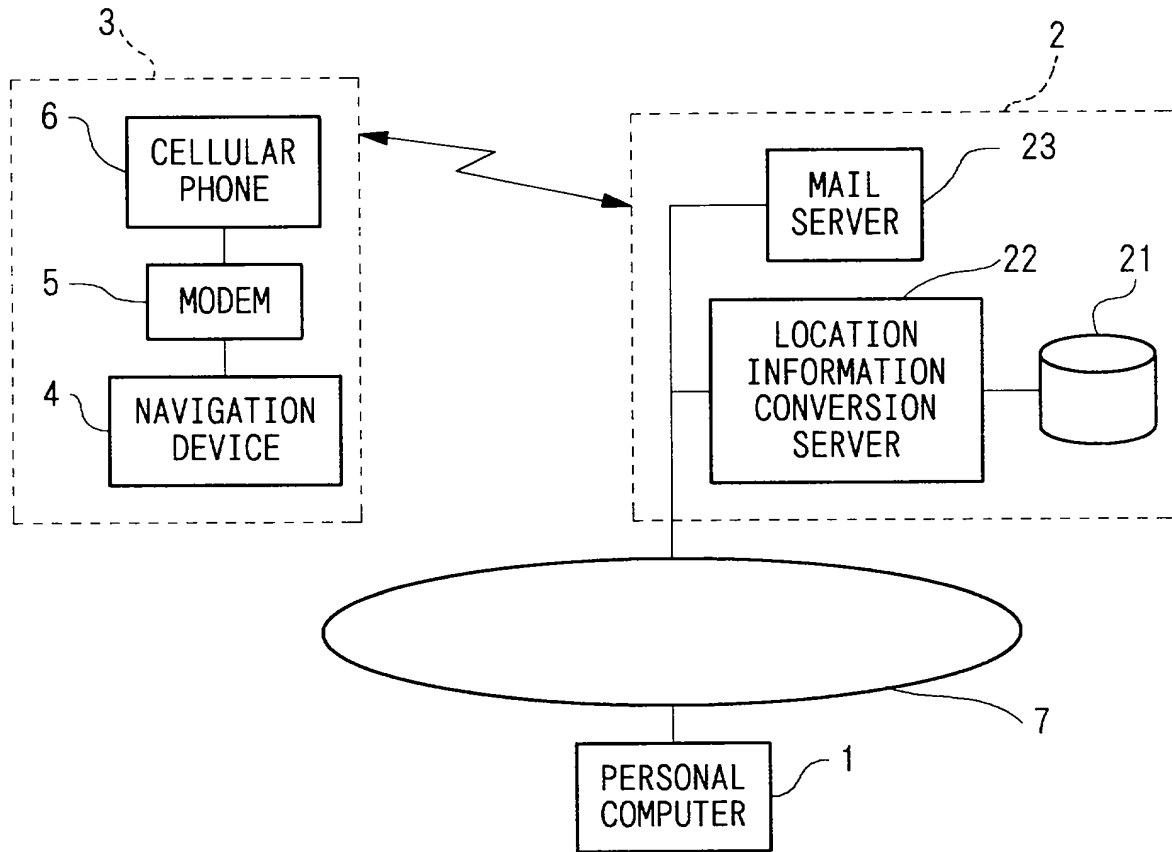 3
6
CELLULAR
PHONE
5
MODEM
4
NAVIGATION
DEVICE
2
23
MAIL
SERVER
22
21
LOCATION
INFORMATION
CONVERSION
SERVER
7
1
PERSONAL
COMPUTER